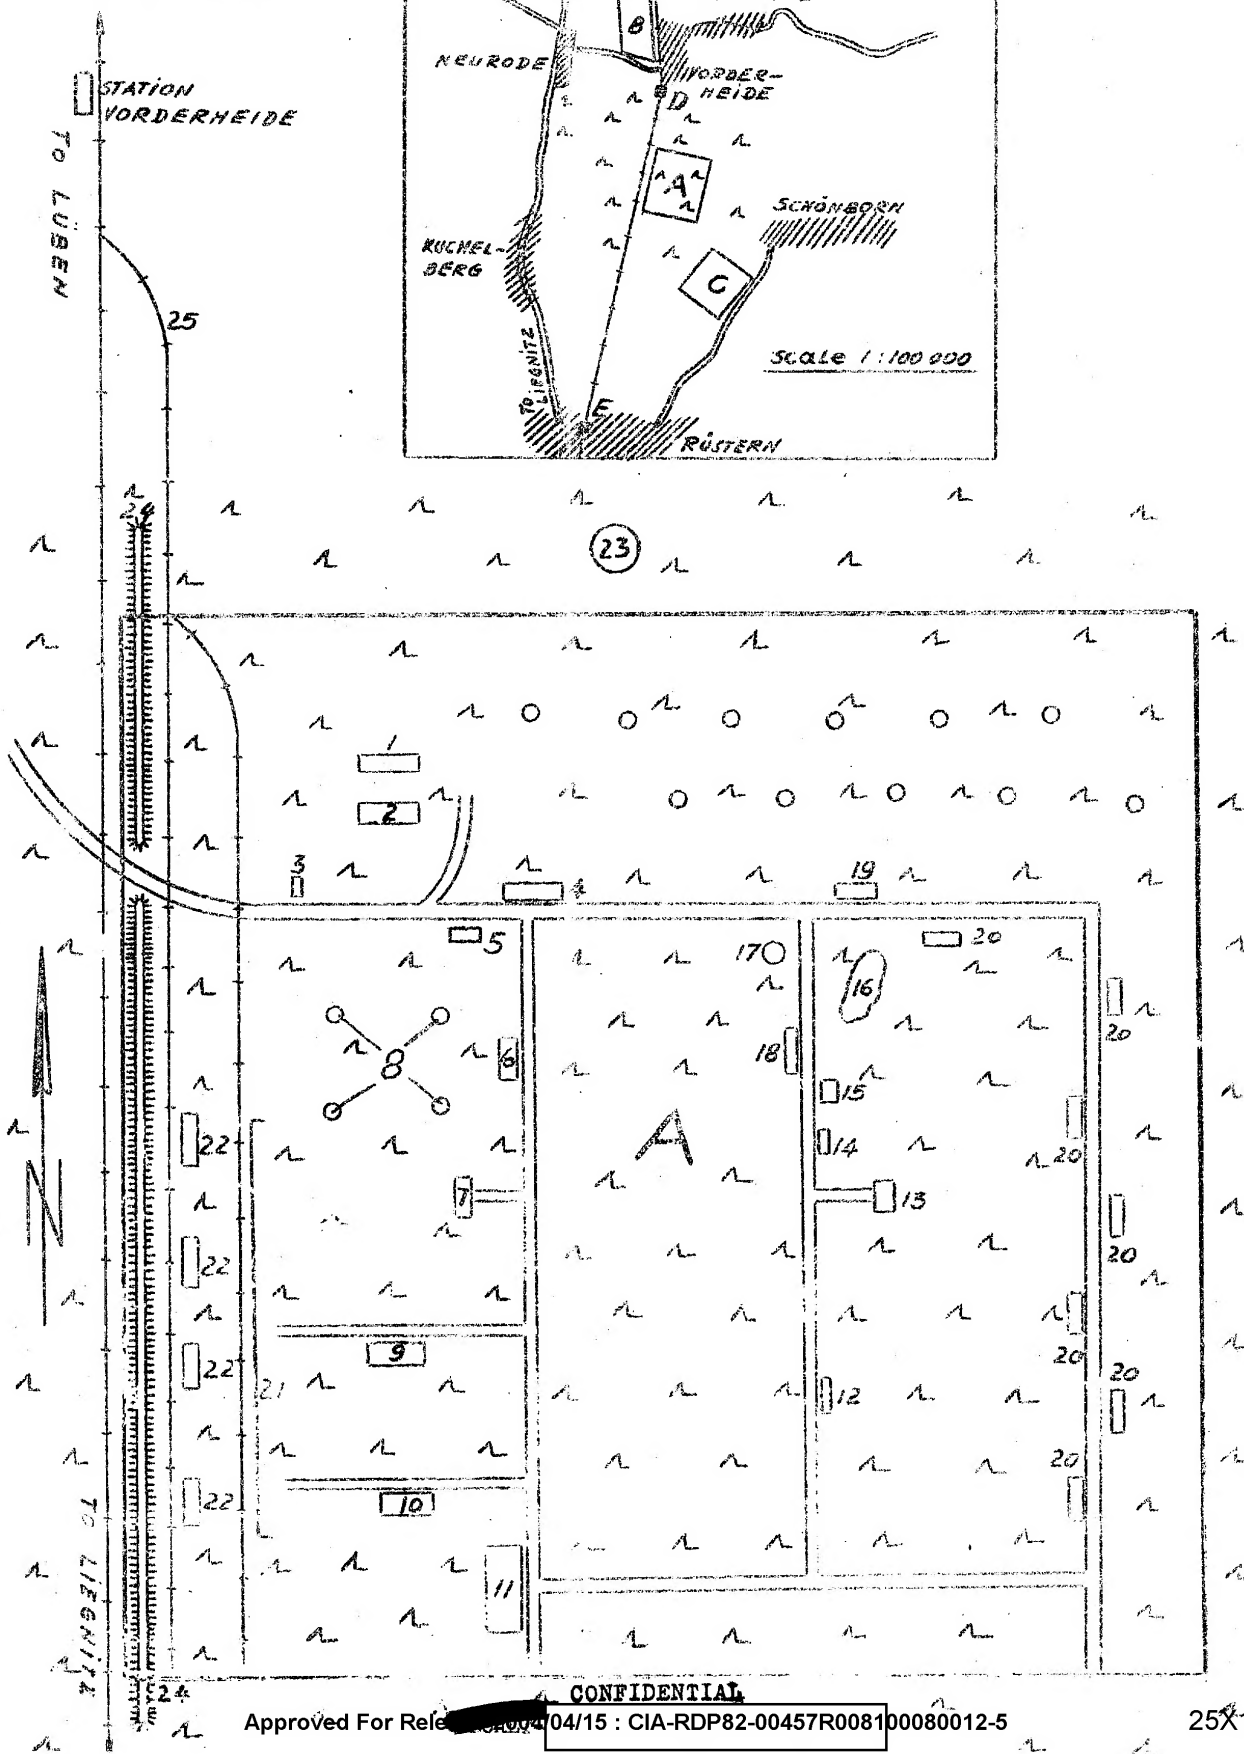 B
NEURODE
VORDER-
HEIDE
D
STATION
VORDERHEIDE
TO LÜBEN
A
SCHÖNBORN
KUCHEL-
BERG
C
25
TO
LIEGNITZ
Scale 1:100 000
E
RÜSTERN
24
23
1
2
3
4
19
5
20
17
16
6
18
20
8
15
A
14
20
22
7
13
22
20
9
20
22
21
20
12
20
10
22
11
TO LIEGNITZ
24
CONFIDENTIAL
Approved For Rele 2004/04/15 : CIA-RDP82-00457R008100080012-5
25X
N